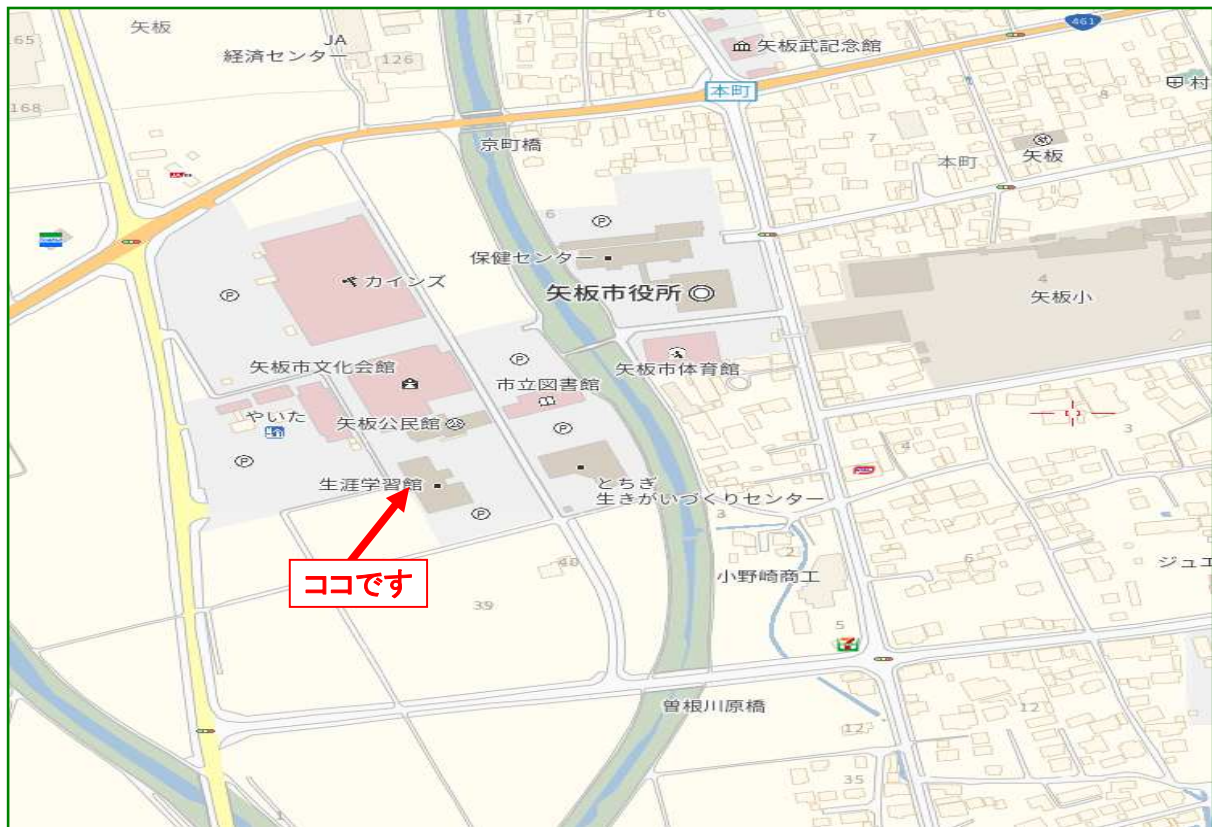 17
16
461
165
矢板
JA
経済センター
126
矢板武記念館
本町
村
168
8
京町橋
7
本町
矢板
JA
6
P
保健センター
4
カインズ
矢板市役所
矢板小
P
P
矢板市文化会館
矢板市体育館
市立図書館
やいた
矢板公民館
P
3
P
4
生涯学習館
とちぎ
生きがいづくりセンター
P
3
2
6
ココです
40
小野崎商工
ジュエ
39
5
7
曽根川原橋
12
12
35
1